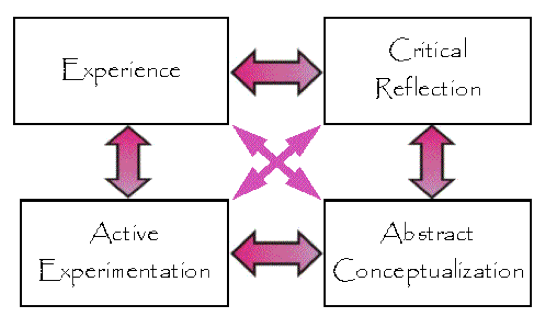 Experience
Critical
Reflection
Active
Experimentation
Abstract
Conceptualization